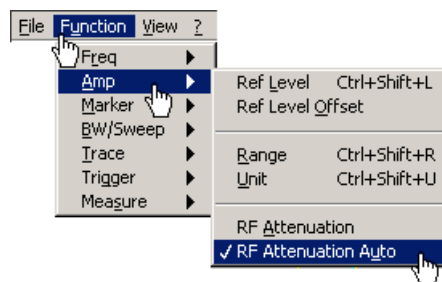 File Function View ?
Freq
Amp
Marker
BW/Sweep
Trace
Trigger
Measure
Ref Level Ctrl+Shift+L
Ref Level Offset
Range Ctrl+Shift+R
Unit Ctrl+Shift+U
RF Attenuation
✓ RF Attenuation Auto